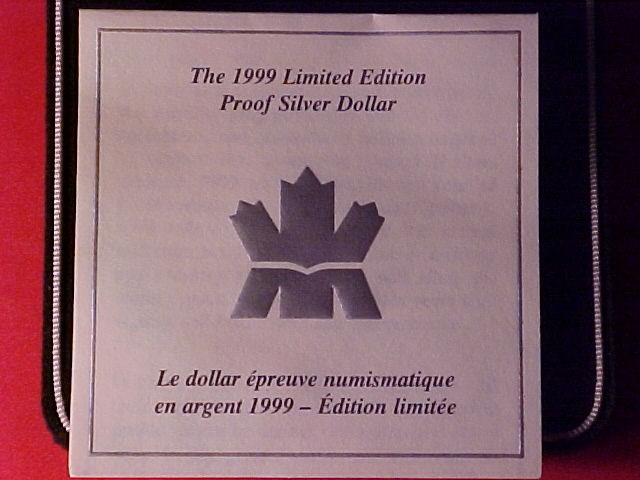 The 1999 Limited Edition
Proof Silver Dollar
Le dollar épreuve numismatique
en argent 1999 – Édition limitée